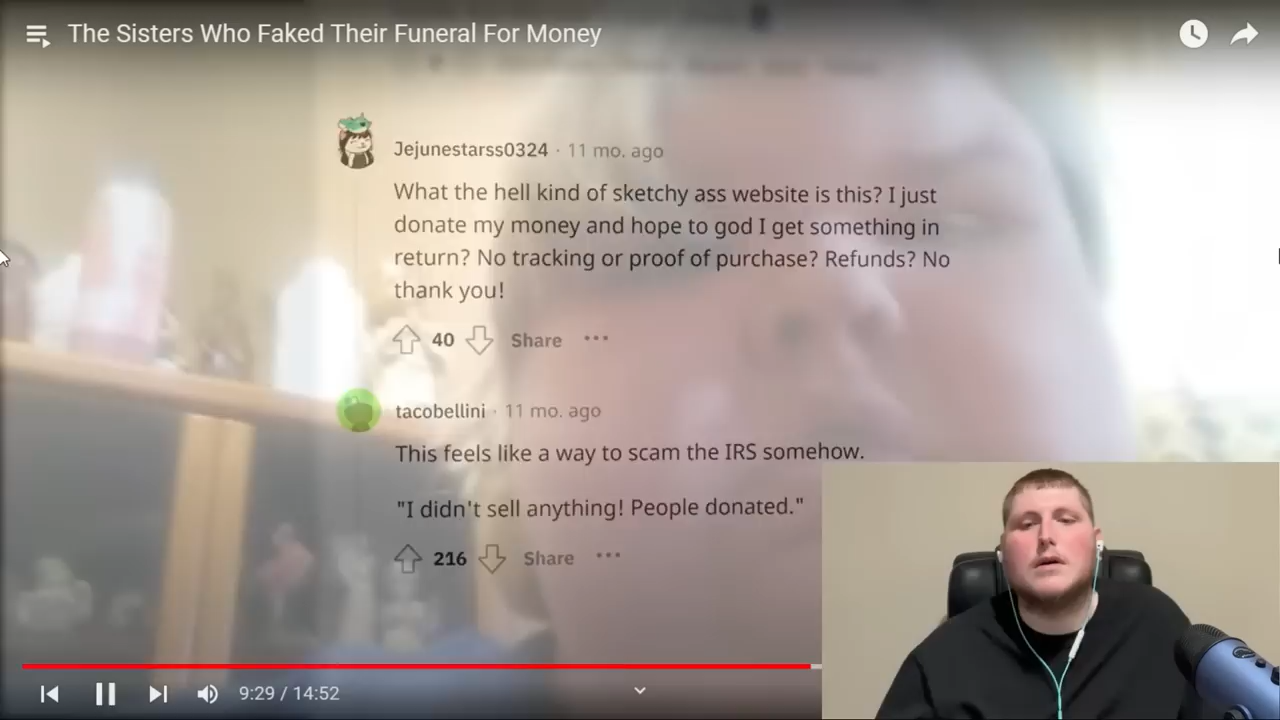 The Sisters Who Faked Their Funeral For Money
Jejunestarss0324 · 11 mo. ago
What the hell kind of sketchy ass website is this? I just
donate my money and hope to god I get something in
return? No tracking or proof of purchase? Refunds? No
thank you!
40 Share
tacobellini · 11 mo. ago
This feels like a way to scam the IRS somehow.
"I didn't sell anything! People donated."
216 Share
9:29 / 14:52